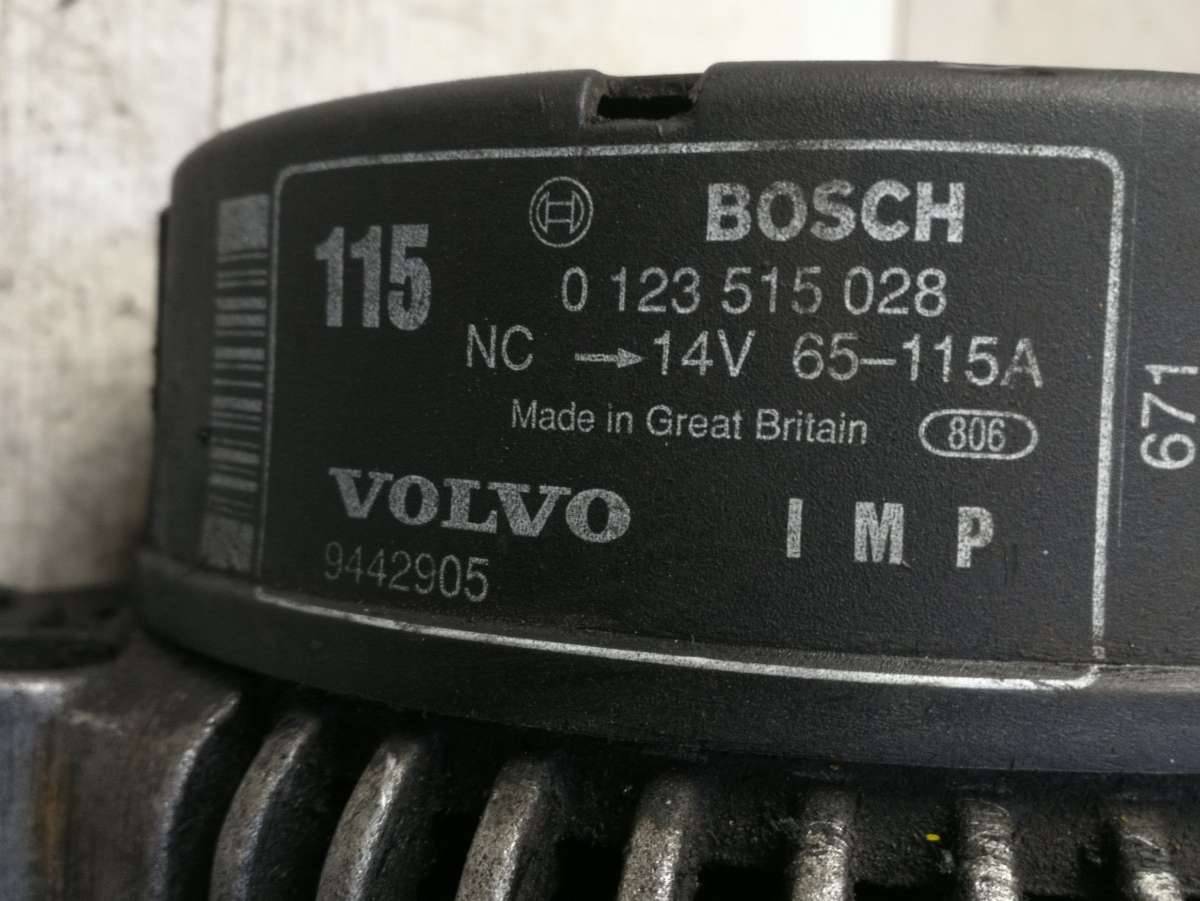 115
BOSCH
0 123 515 028
NC → 14V 65–115A
Made in Great Britain 806
VOLVO
9442905
I M P
671